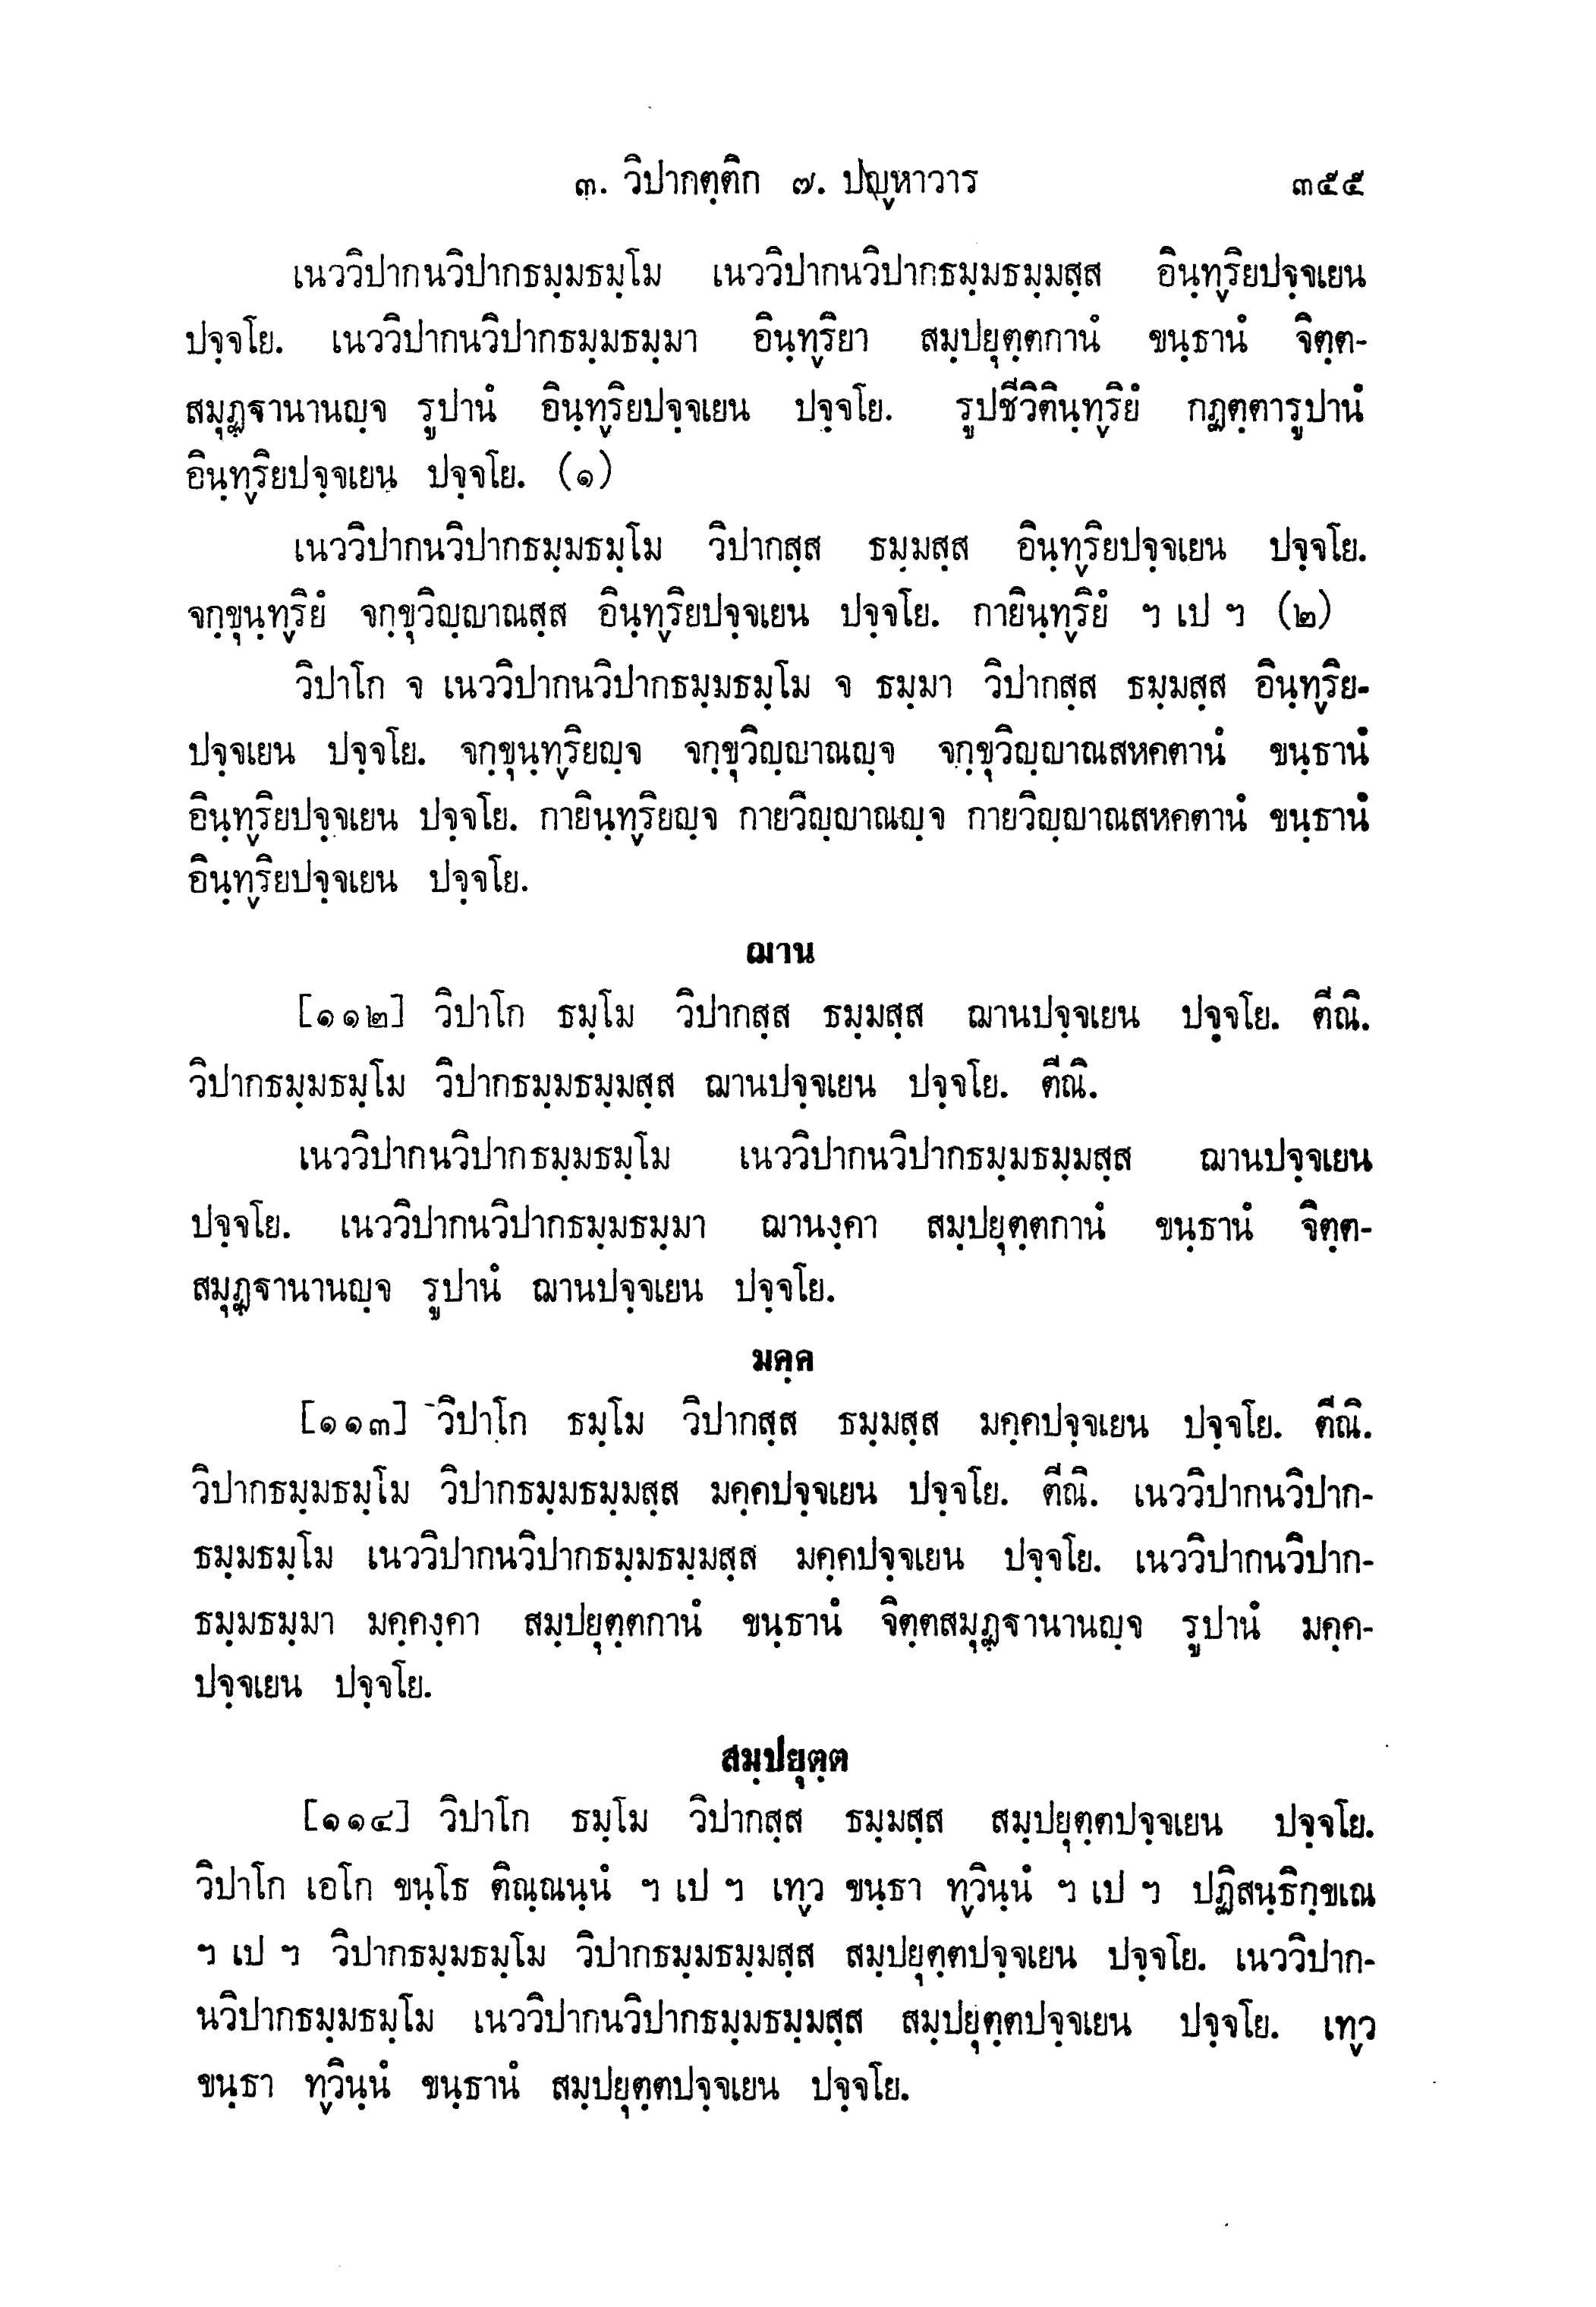 ๓. วิปากตฺติก ๗. ปญฺหาวาร ๓๕๕
เนววิปากนวิปากธมฺมธมฺโม เนววิปากนวิปากธมฺมธมฺมสฺส อินฺทฺริยปจฺจเยน
ปจฺจโย. เนววิปากนวิปากธมฺมธมฺมา อินฺทฺริยา สมฺปยุตฺตกานํ ขนฺธานํ จิตฺต-
สมุฏฺฐานานญฺจ รูปานํ อินฺทฺริยปจฺจเยน ปจฺจโย. รูปชีวิตินฺทฺริยํ กฏตฺตารูปานํ
อินฺทฺริยปจฺจเยน ปจฺจโย. (๑)
เนววิปากนวิปากธมฺมธมฺโม วิปากสฺส ธมฺมสฺส อินฺทฺริยปจฺจเยน ปจฺจโย.
จกฺขุนฺทฺริยํ จกฺขุวิญฺญาณสฺส อินฺทฺริยปจฺจเยน ปจฺจโย. กายินฺทฺริยํ ฯ เป ฯ (๒)
วิปาโก จ เนววิปากนวิปากธมฺมธมฺโม จ ธมฺมา วิปากสฺส ธมฺมสฺส อินฺทฺริย-
ปจฺจเยน ปจฺจโย. จกฺขุนฺทฺริยญฺจ จกฺขุวิญฺญาณญฺจ จกฺขุวิญฺญาณสหคตานํ ขนฺธานํ
อินฺทฺริยปจฺจเยน ปจฺจโย. กายินฺทฺริยญฺจ กายวิญฺญาณญฺจ กายวิญฺญาณสหคตานํ ขนฺธานํ
อินฺทฺริยปจฺจเยน ปจฺจโย.
ฌาน
[๑๑๒] วิปาโก ธมฺโม วิปากสฺส ธมฺมสฺส ฌานปจฺจเยน ปจฺจโย. ตีณิ.
วิปากธมฺมธมฺโม วิปากธมฺมธมฺมสฺส ฌานปจฺจเยน ปจฺจโย. ตีณิ.
เนววิปากนวิปากธมฺมธมฺโม เนววิปากนวิปากธมฺมธมฺมสฺส ฌานปจฺจเยน
ปจฺจโย. เนววิปากนวิปากธมฺมธมฺมา ฌานงฺคา สมฺปยุตฺตกานํ ขนฺธานํ จิตฺต-
สมุฏฺฐานานญฺจ รูปานํ ฌานปจฺจเยน ปจฺจโย.
มคฺค
[๑๑๓] วิปาโก ธมฺโม วิปากสฺส ธมฺมสฺส มคฺคปจฺจเยน ปจฺจโย. ตีณิ.
วิปากธมฺมธมฺโม วิปากธมฺมธมฺมสฺส มคฺคปจฺจเยน ปจฺจโย. ตีณิ. เนววิปากนวิปาก-
ธมฺมธมฺโม เนววิปากนวิปากธมฺมธมฺมสฺส มคฺคปจฺจเยน ปจฺจโย. เนววิปากนวิปาก-
ธมฺมธมฺมา มคฺคงฺคา สมฺปยุตฺตกานํ ขนฺธานํ จิตฺตสมุฏฺฐานานญฺจ รูปานํ มคฺค-
ปจฺจเยน ปจฺจโย.
สมฺปยุตฺต
[๑๑๔] วิปาโก ธมฺโม วิปากสฺส ธมฺมสฺส สมฺปยุตฺตปจฺจเยน ปจฺจโย.
วิปาโก เอโก ขนฺโธ ติณฺณนฺนํ ฯ เป ฯ เทฺว ขนฺธา ทฺวินฺนํ ฯ เป ฯ ปฏิสนฺธิกฺขเณ
ฯ เป ฯ วิปากธมฺมธมฺโม วิปากธมฺมธมฺมสฺส สมฺปยุตฺตปจฺจเยน ปจฺจโย. เนววิปาก-
นวิปากธมฺมธมฺโม เนววิปากนวิปากธมฺมธมฺมสฺส สมฺปยุตฺตปจฺจเยน ปจฺจโย. เทฺว
ขนฺธา ทฺวินฺนํ ขนฺธานํ สมฺปยุตฺตปจฺจเยน ปจฺจโย.